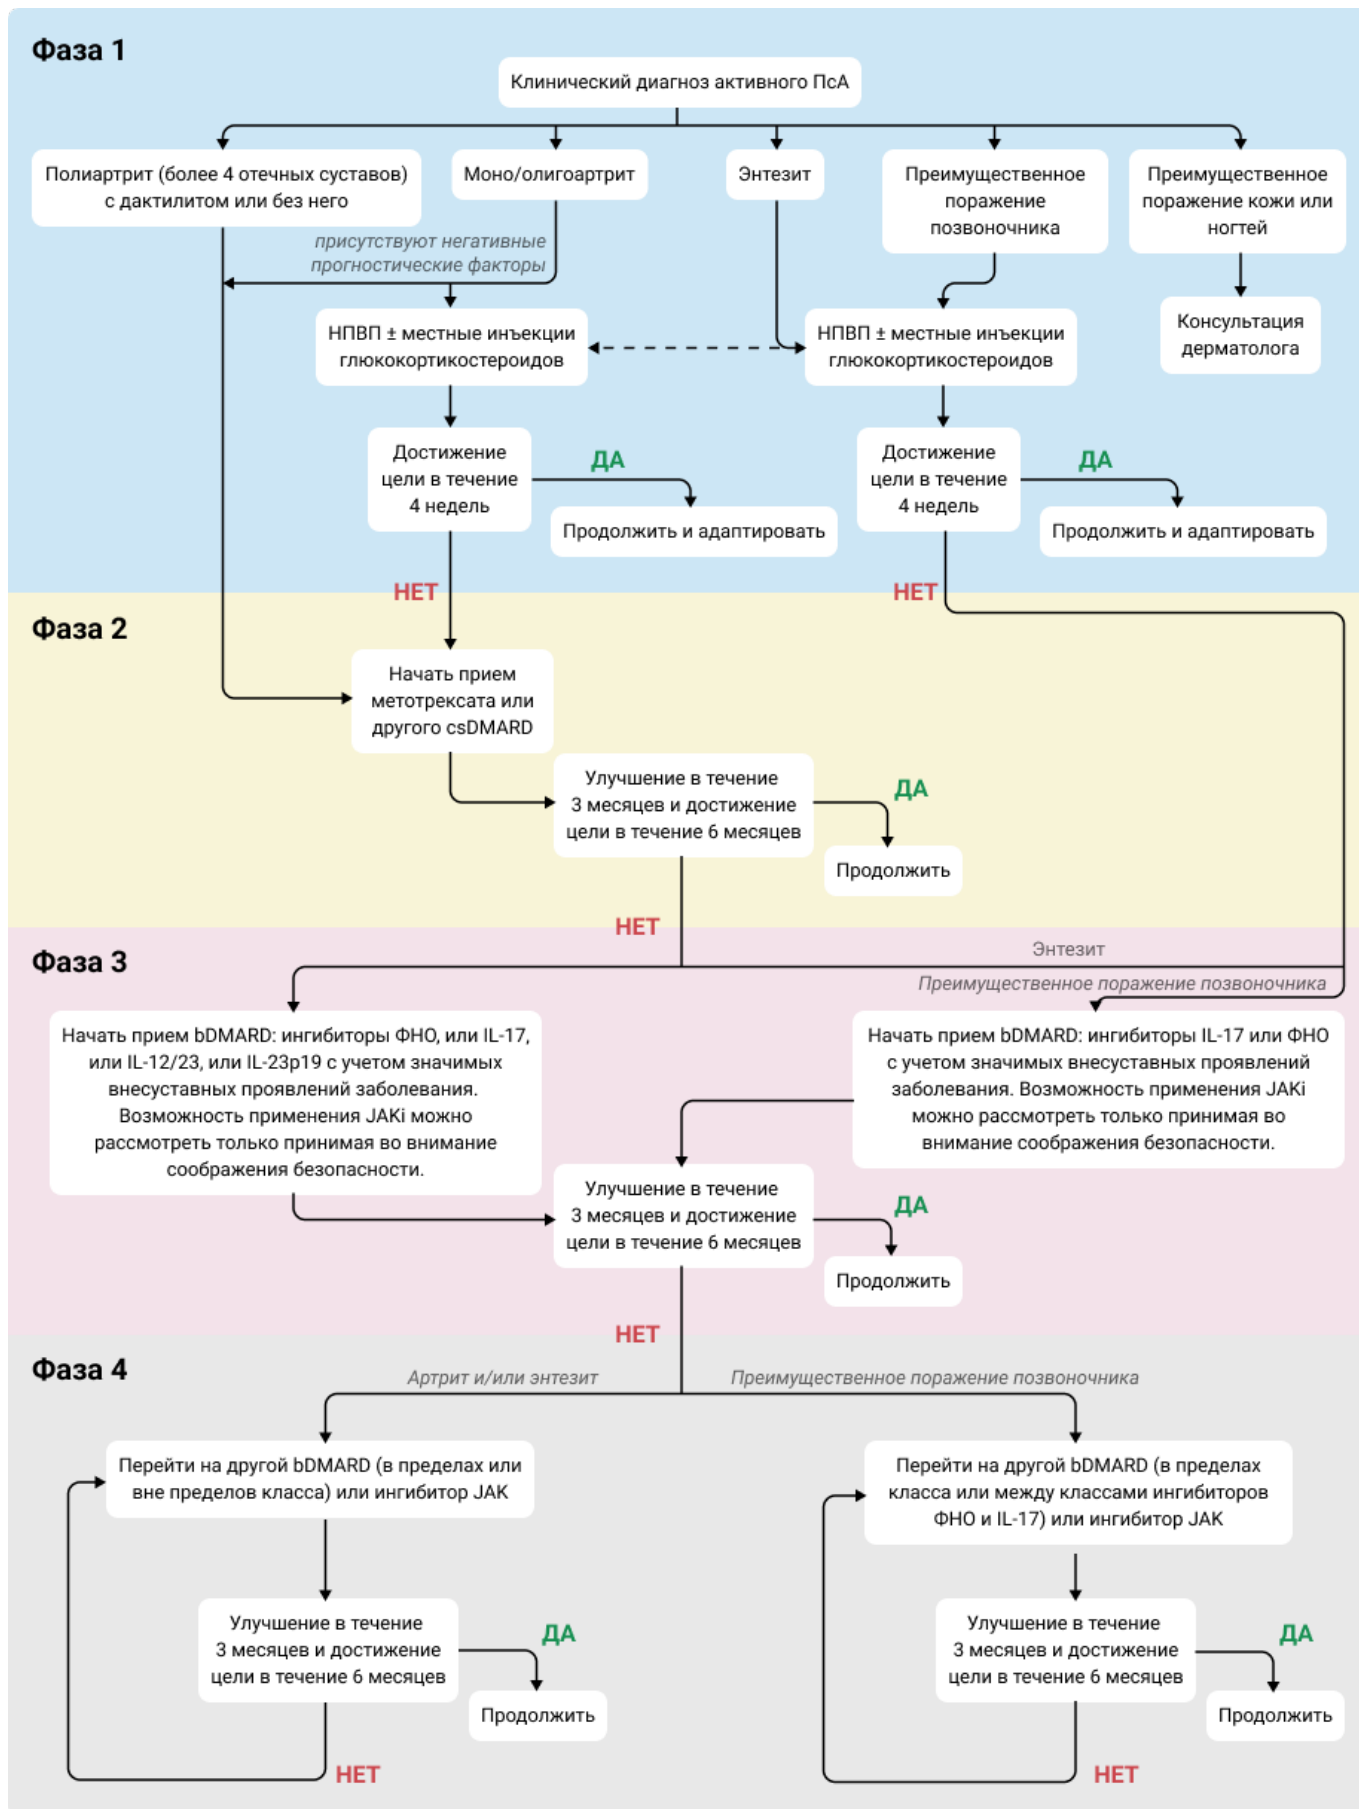 Фаза 1
Клинический диагноз активного ПсА
Полиартрит (более 4 отечных суставов)
с дактилитом или без него
Моно/олигоартрит
Энтезит
Преимущественное
поражение
позвоночника
Преимущественное
поражение кожи или
ногтей
присутствуют негативные
прогностические факторы
НПВП ± местные инъекции
глюкокортикостероидов
НПВП ± местные инъекции
глюкокортикостероидов
Консультация
дерматолога
Достижение
цели в течение
4 недель
ДА
Продолжить и адаптировать
Достижение
цели в течение
4 недель
ДА
Продолжить и адаптировать
НЕТ
НЕТ
Фаза 2
Начать прием
метотрексата или
другого csDMARD
Улучшение в течение
3 месяцев и достижение
цели в течение 6 месяцев
ДА
Продолжить
НЕТ
Фаза 3
Энтезит
Преимущественное поражение позвоночника
Начать прием bDMARD: ингибиторы ФНО, или IL-17,
или IL-12/23, или IL-23p19 с учетом значимых
внесуставных проявлений заболевания.
Возможность применения JAKi можно
рассмотреть только принимая во внимание
соображения безопасности.
Начать прием bDMARD: ингибиторы IL-17 или ФНО
с учетом значимых внесуставных проявлений
заболевания. Возможность применения JAKi
можно рассмотреть только принимая во
внимание соображения безопасности.
Улучшение в течение
3 месяцев и достижение
цели в течение 6 месяцев
ДА
Продолжить
НЕТ
Фаза 4
Артрит и/или энтезит
Преимущественное поражение позвоночника
Перейти на другой bDMARD (в пределах или
вне пределов класса) или ингибитор JAK
Перейти на другой bDMARD (в пределах
класса или между классами ингибиторов
ФНО и IL-17) или ингибитор JAK
Улучшение в течение
3 месяцев и достижение
цели в течение 6 месяцев
ДА
Продолжить
НЕТ
Улучшение в течение
3 месяцев и достижение
цели в течение 6 месяцев
ДА
Продолжить
НЕТ